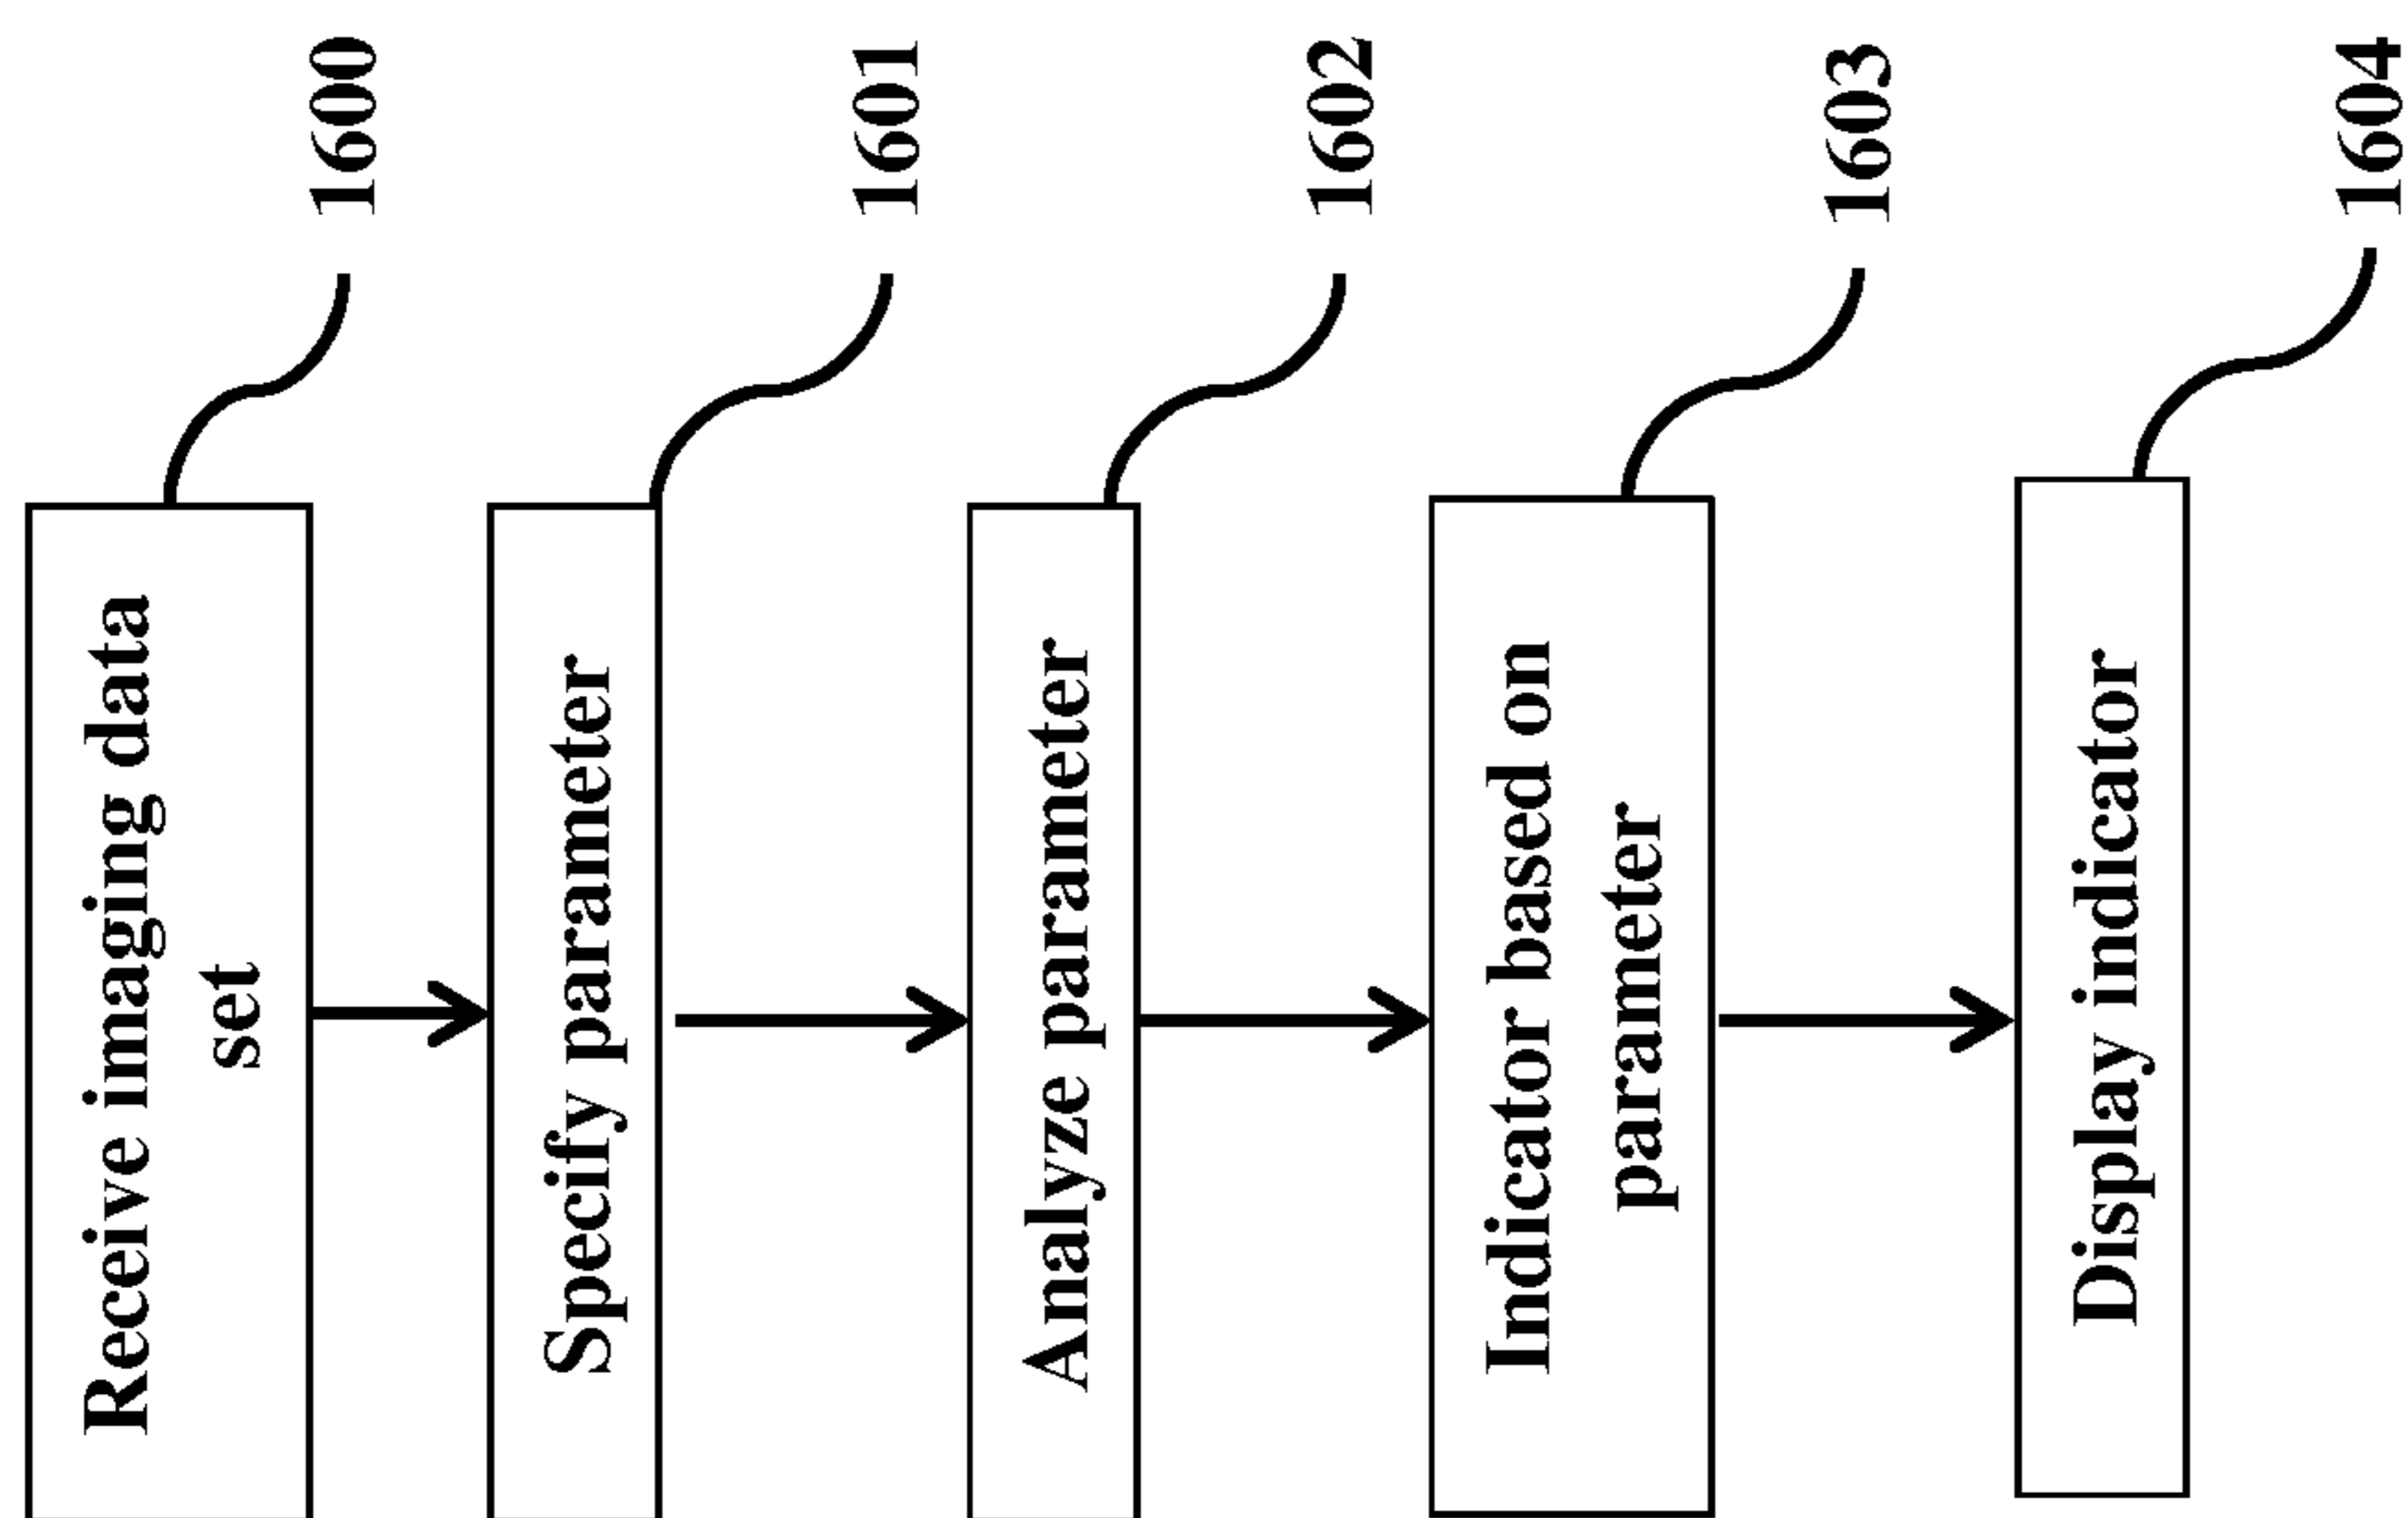 Receive imaging data
set
1600
Specify parameter
1601
Analyze parameter
1602
Indicator based on
parameter
1603
Display indicator
1604